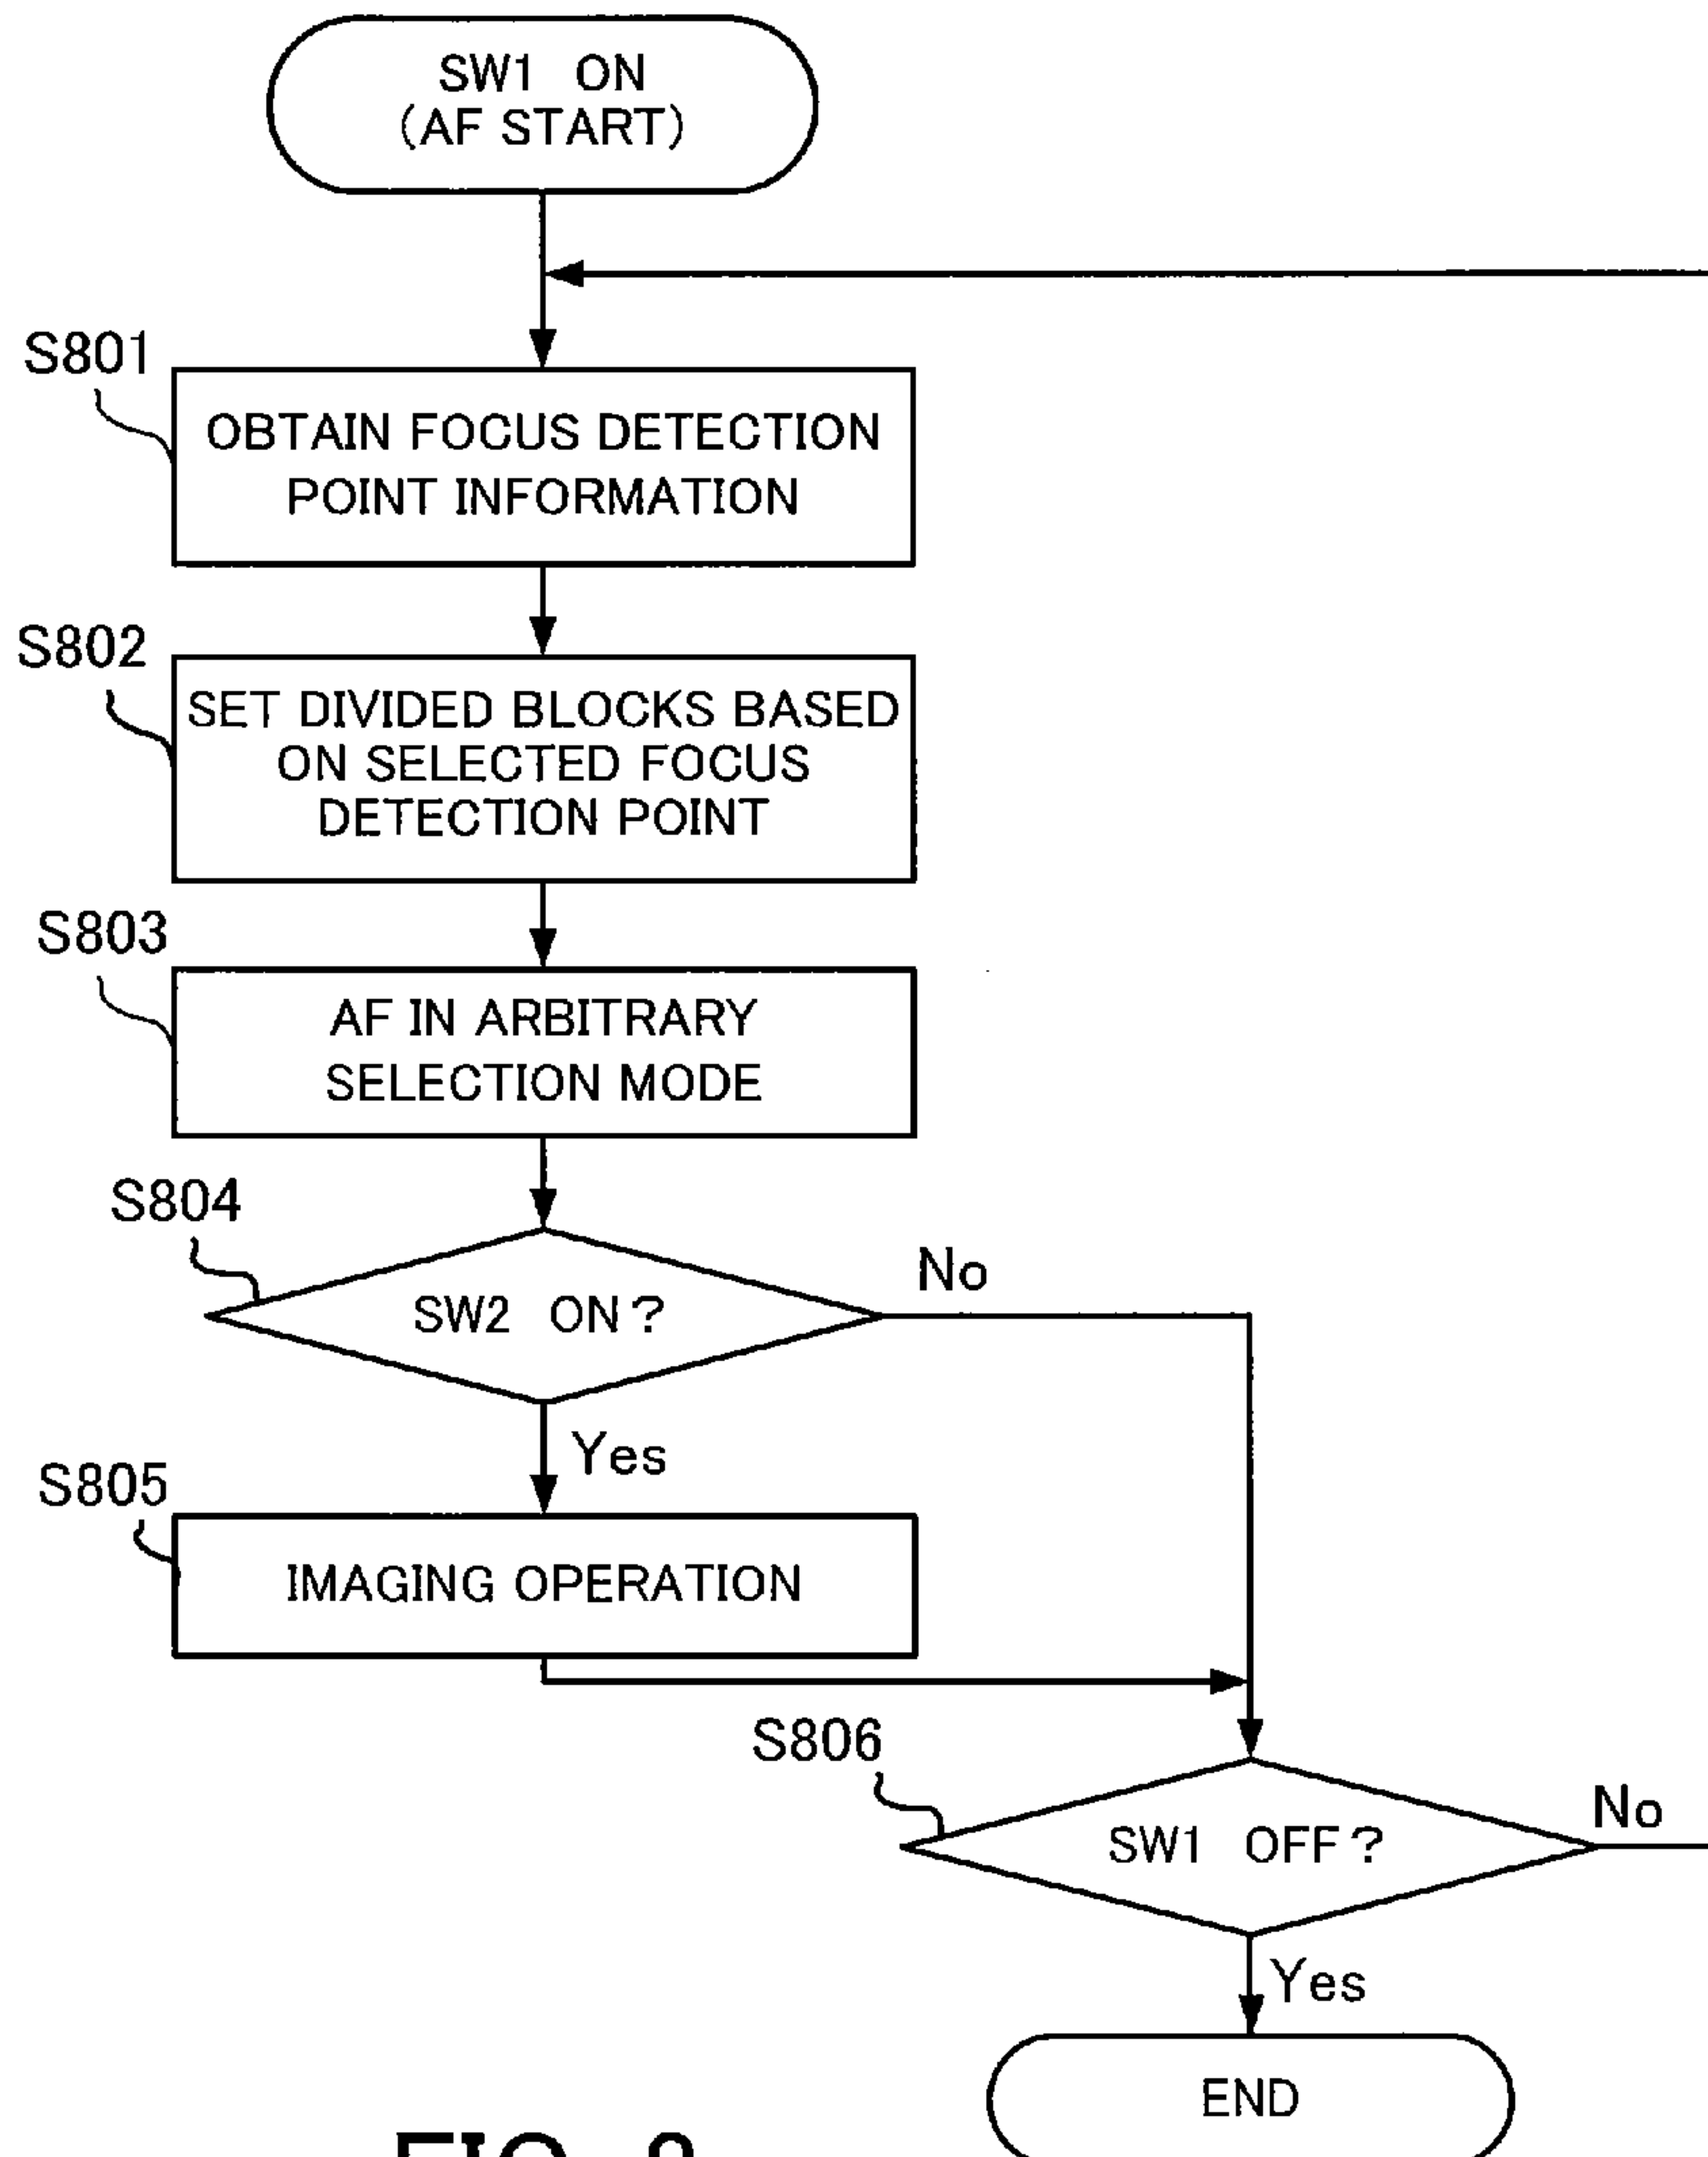 SW1 ON
(AF START)
S801
OBTAIN FOCUS DETECTION
POINT INFORMATION
S802
SET DIVIDED BLOCKS BASED
ON SELECTED FOCUS
DETECTION POINT
S803
AF IN ARBITRARY
SELECTION MODE
S804
SW2 ON?
No
Yes
S805
IMAGING OPERATION
S806
SW1 OFF?
No
Yes
END